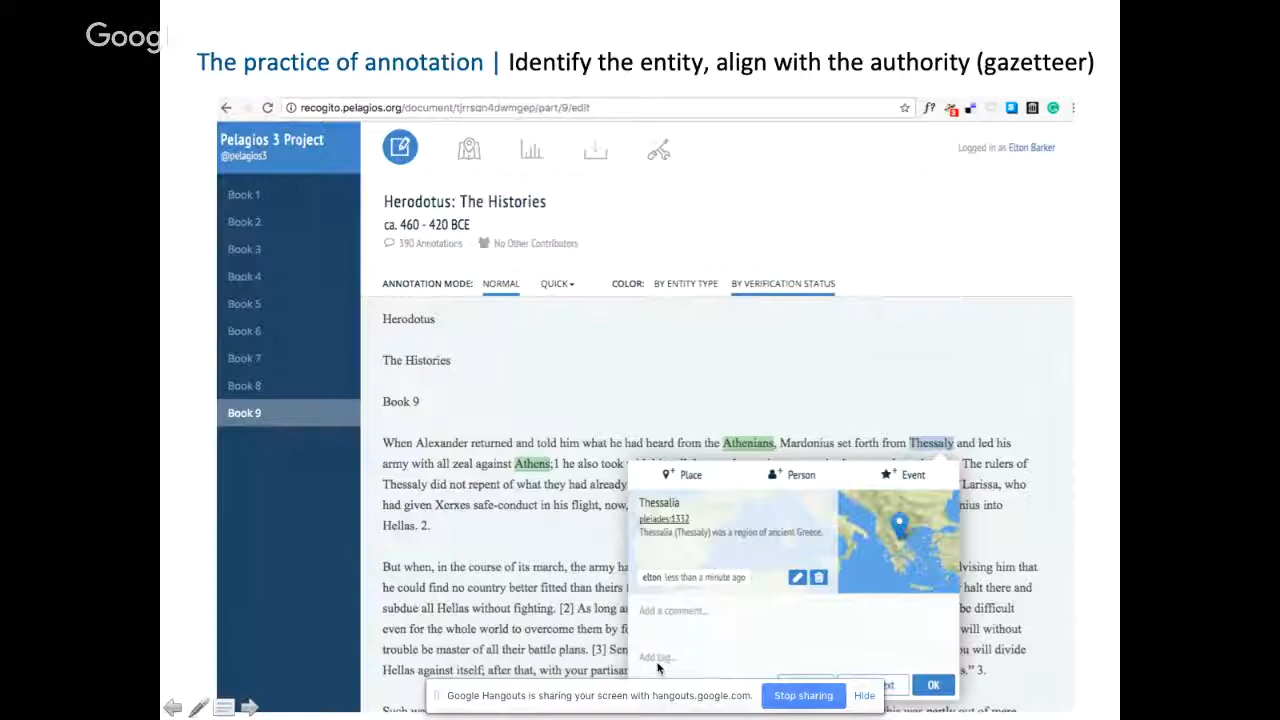 Goog
The practice of annotation | Identify the entity, align with the authority (gazetteer)
recogito.pelagios.org/document/tjrrsqn4dwmgep/part/9/edit
Pelagios 3 Project
@pelagios3
Logged in as Elton Barker
Book 1
Book 2
Book 3
Book 4
Book 5
Book 6
Book 7
Book 8
Book 9
Herodotus: The Histories
ca. 460 - 420 BCE
390 Annotations
No Other Contributors
ANNOTATION MODE: NORMAL QUICK COLOR: BY ENTITY TYPE BY VERIFICATION STATUS
Herodotus
The Histories
Book 9
When Alexander returned and told him what he had heard from the Athenians, Mardonius set forth from Thessaly and led his
army with all zeal against Athens;1 he also took
The rulers of
Thessaly did not repent of what they had already
Larissa, who
had given Xerxes safe-conduct in his flight, now,
nius into
Hellas. 2.
But when, in the course of its march, the army ha
dvising him that
he could find no country better fitted than theirs
halt there and
subdue all Hellas without fighting. [2] As long a
be difficult
even for the whole world to overcome them by f
will without
trouble be master of all their battle plans. [3] Sen
ou will divide
Hellas against itself; after that, with your partisan
s.” 3.
Place
Person
Event
Thessalia
pleiades:1332
Thessalia (Thessaly) was a region of ancient Greece.
elton less than a minute ago
Add a comment...
Add tag...
OK
Google Hangouts is sharing your screen with hangouts.google.com.
Stop sharing
Hide